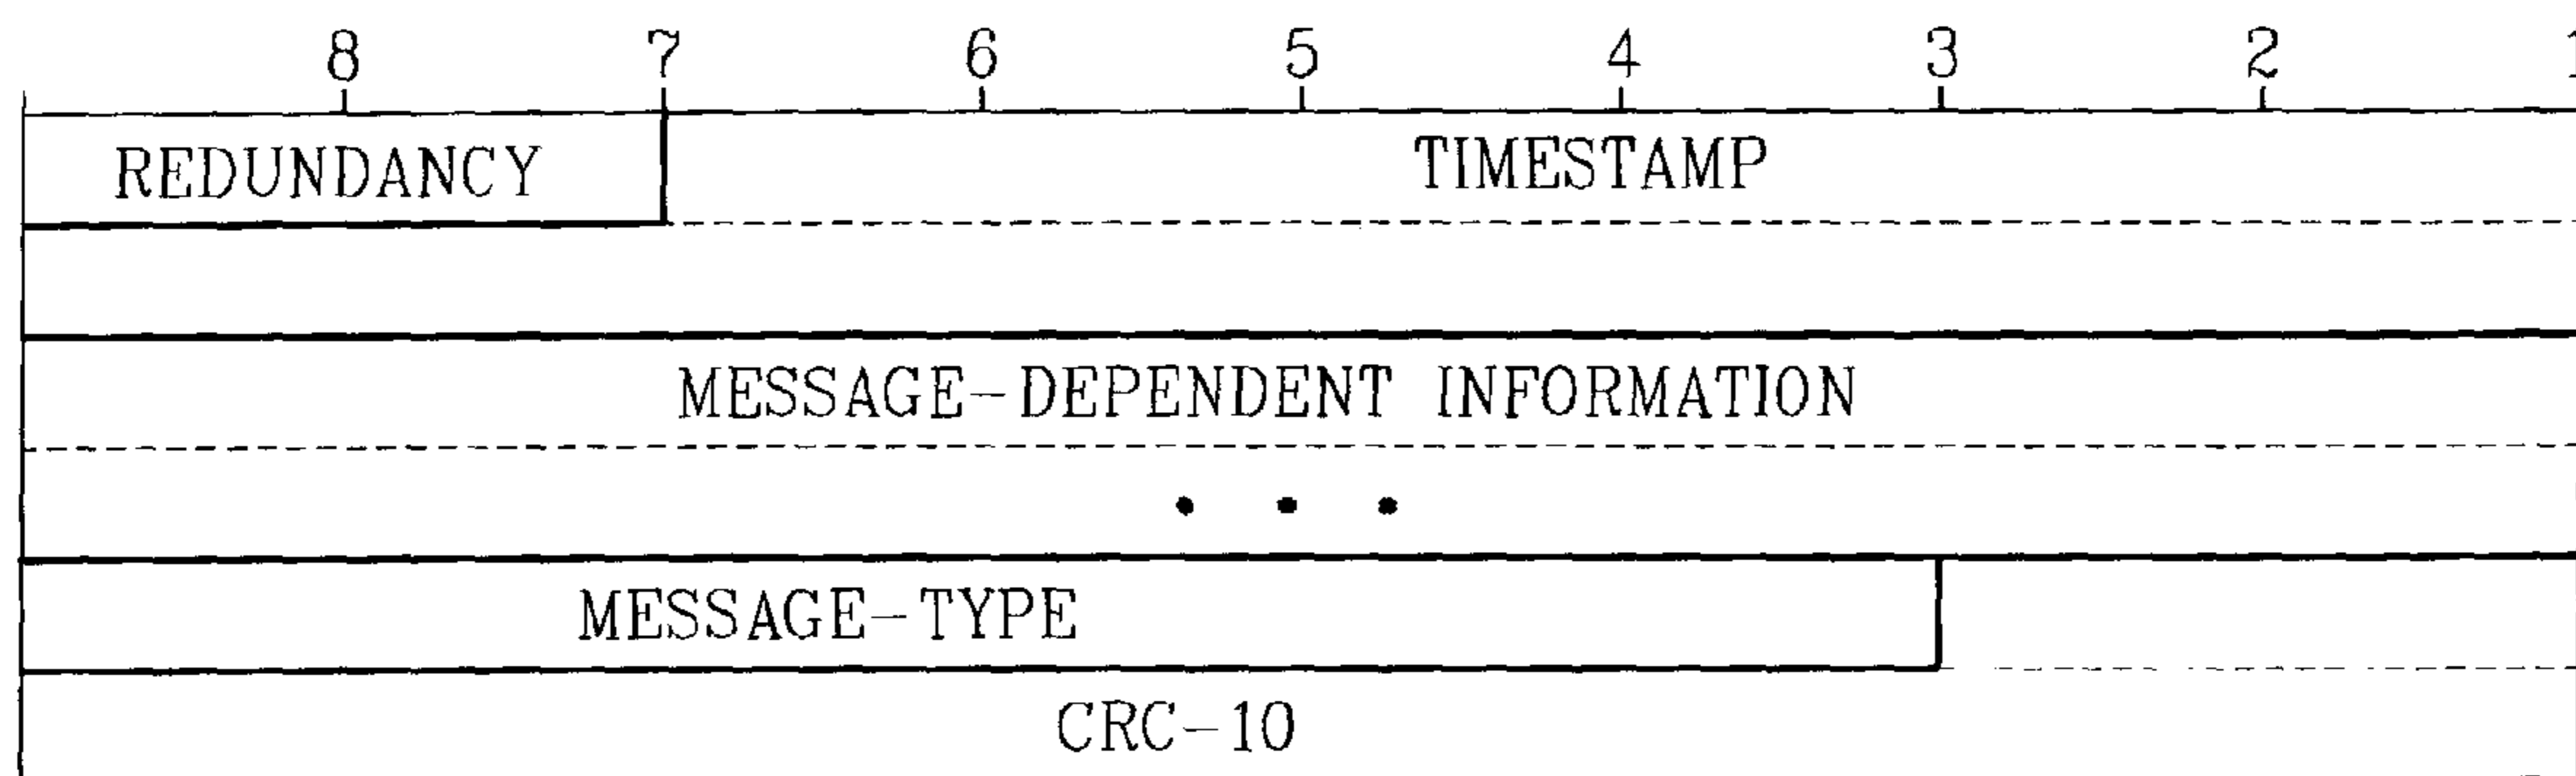 8 7 6 5 4 3 2 1
REDUNDANCY TIMESTAMP
MESSAGE-DEPENDENT INFORMATION
MESSAGE-TYPE
CRC-10